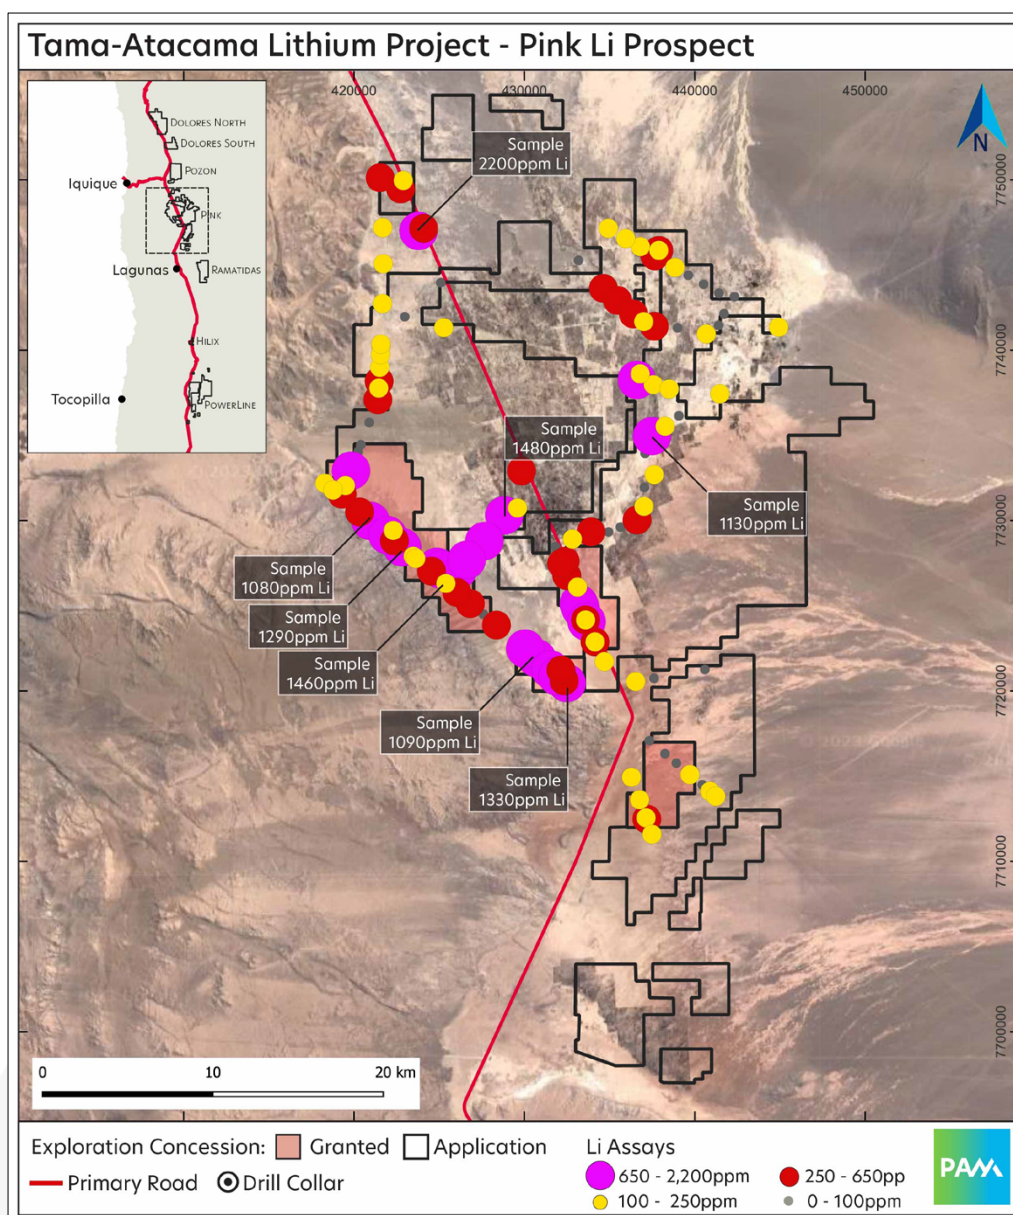 Tama-Atacama Lithium Project - Pink Li Prospect
420000
430000
440000
450000
DOLORES NORTH
DOLORES SOUTH
POZON
Iquique
PINK
Lagunas
RAMATIDAS
HILIX
Tocopilla
POWERLINE
N
7750000
7740000
7730000
7720000
7710000
7700000
Sample
2200ppm Li
Sample
1480ppm Li
Sample
1130ppm Li
Sample
1080ppm Li
Sample
1290ppm Li
Sample
1460ppm Li
Sample
1090ppm Li
Sample
1330ppm Li
0 10 20 km
Exploration Concession: Granted Application
Primary Road Drill Collar
Li Assays
650 - 2,200ppm
250 - 650pp
100 - 250ppm
0 - 100ppm
PAM